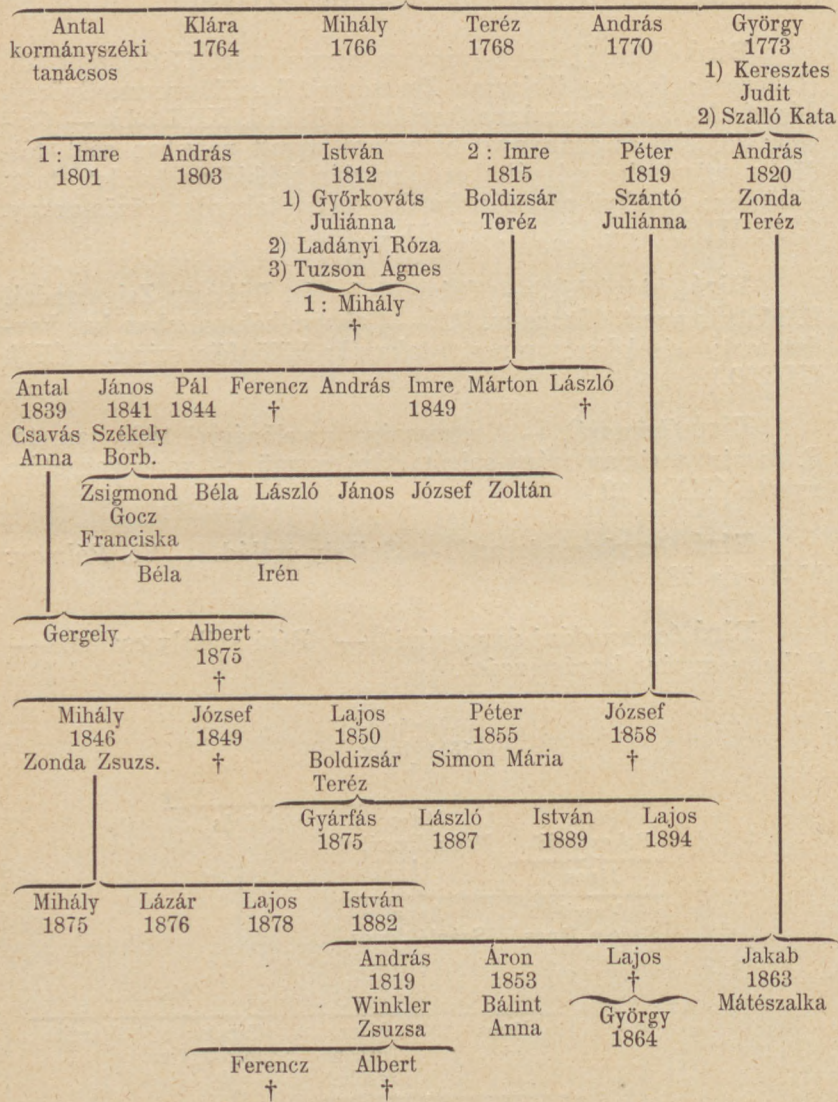 Antal Klára Mihály Teréz András György
kormányszéki 1764 1766 1768 1770 1773
tanácsos 1) Keresztes
Judit
2) Szalló Kata
1 : Imre András István 2 : Imre Péter András
1801 1803 1812 1815 1819 1820
1) Győrkováts Boldizsár Szántó Zonda
Juliánna Teréz Juliánna Teréz
2) Ladányi Róza
3) Tuzson Ágnes
1 : Mihály
†
Antal János Pál Ferencz András Imre Márton László
1839 1841 1844 † 1849 †
Csavás Székely
Anna Borb.
Zsigmond Béla László János József Zoltán
Gocz
Franciska
Béla Irén
Gergely Albert
1875
†
Mihály József Lajos Péter József
1846 1849 1850 1855 1858
Zonda Zsuzs. † Boldizsár Simon Mária †
Teréz
Gyárfás László István Lajos
1875 1887 1889 1894
Mihály Lázár Lajos István
1875 1876 1878 1882
András Áron Lajos Jakab
1819 1853 † 1863
Winkler Bálint György Mátészalka
Zsuzsa Anna 1864
Ferencz Albert
† †